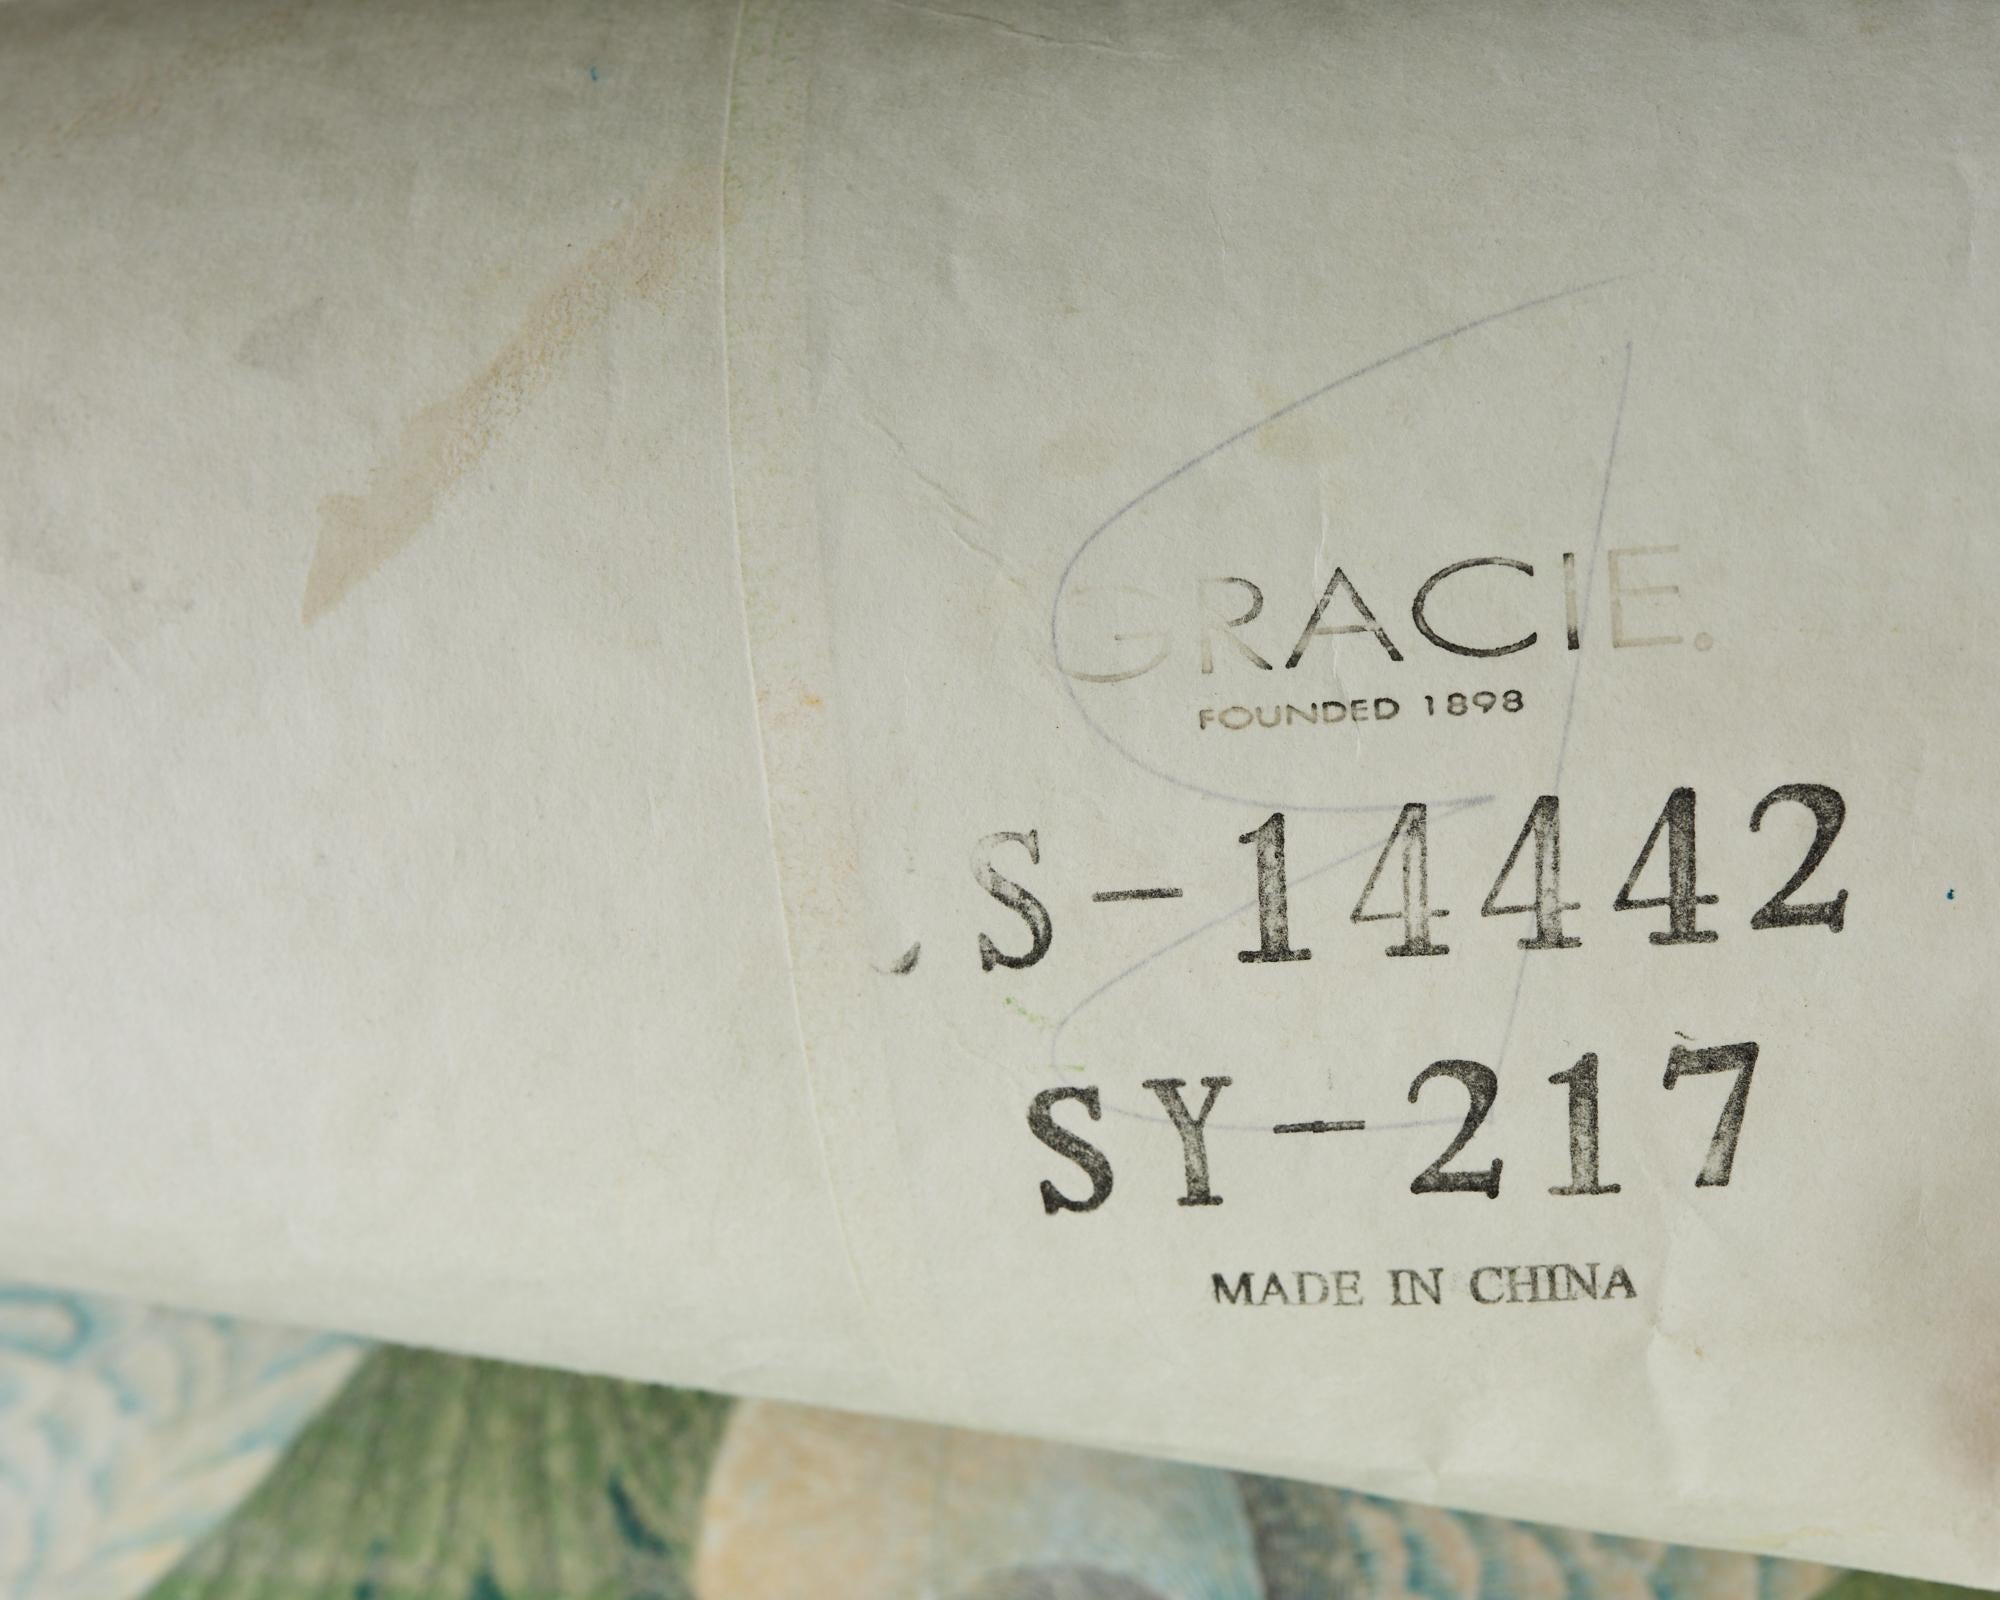 GRACIE.
FOUNDED 1898
S-14442
SY-217
MADE IN CHINA